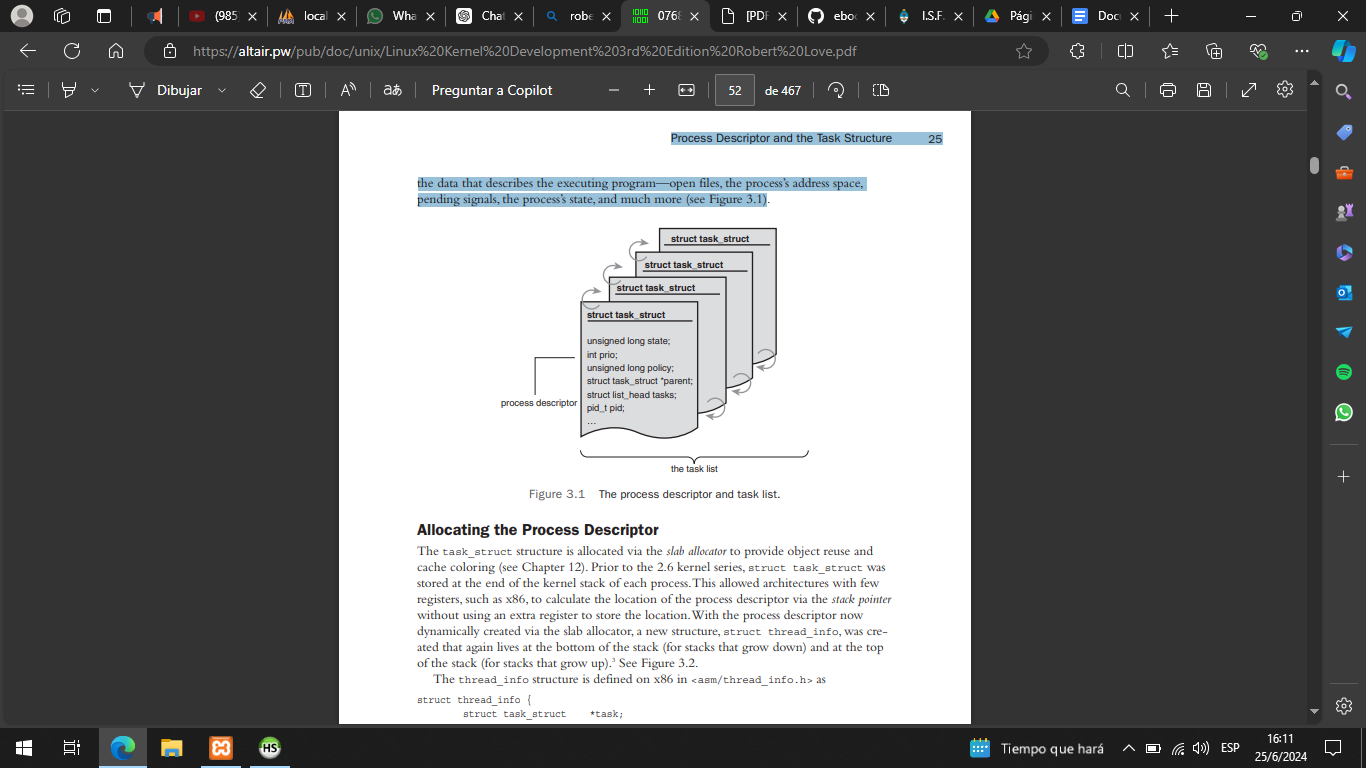 (985
local
Wha
Chat
robe
0768
[PDF
eboo
I.S.F.
Pági
Docu
https://altair.pw/pub/doc/unix/Linux%20Kernel%20Development%203rd%20Edition%20Robert%20Love.pdf
Dibujar
A
aあ
Preguntar a Copilot
52
de 467
Process Descriptor and the Task Structure 25
the data that describes the executing program—open files, the process's address space,
pending signals, the process's state, and much more (see Figure 3.1).
struct task_struct
struct task_struct
struct task_struct
struct task_struct
unsigned long state;
int prio;
unsigned long policy;
struct task_struct *parent;
struct list_head tasks;
pid_t pid;
...
process descriptor
the task list
Figure 3.1 The process descriptor and task list.
Allocating the Process Descriptor
The task_struct structure is allocated via the slab allocator to provide object reuse and
cache coloring (see Chapter 12). Prior to the 2.6 kernel series, struct task_struct was
stored at the end of the kernel stack of each process. This allowed architectures with few
registers, such as x86, to calculate the location of the process descriptor via the stack pointer
without using an extra register to store the location. With the process descriptor now
dynamically created via the slab allocator, a new structure, struct thread_info, was cre-
ated that again lives at the bottom of the stack (for stacks that grow down) and at the top
of the stack (for stacks that grow up).³ See Figure 3.2.
The thread_info structure is defined on x86 in <asm/thread_info.h> as
struct thread_info {
struct task_struct *task;
HS
Tiempo que hará
ESP
16:11
25/6/2024